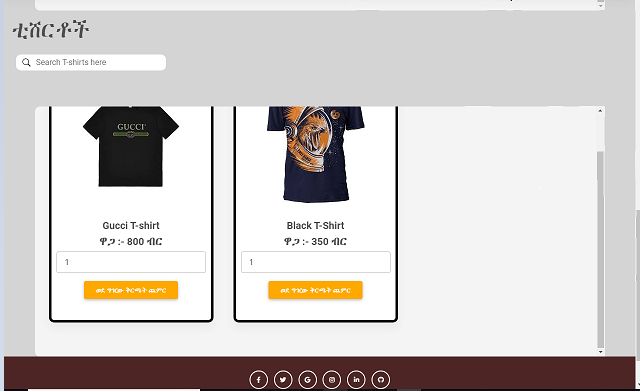 ቲሸርቶች
Search T-shirts here
GUCCI
Gucci T-shirt
ዋጋ :- 800 ብር
1
ወደ ግዢው ቅርጫት ጨምር
Black T-Shirt
ዋጋ :- 350 ብር
1
ወደ ግዢው ቅርጫት ጨምር